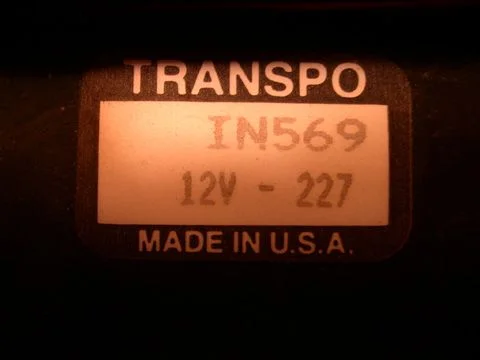 TRANSPO
IN569
12V - 227
MADE IN U.S.A.